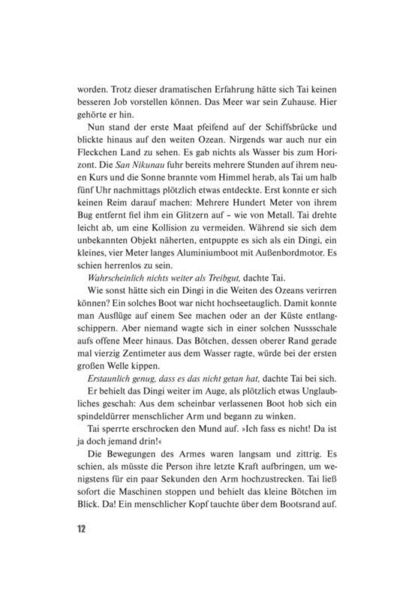 worden. Trotz dieser dramatischen Erfahrung hätte sich Tai keinen
besseren Job vorstellen können. Das Meer war sein Zuhause. Hier
gehörte er hin.
Nun stand der erste Maat pfeifend auf der Schiffsbrücke und
blickte hinaus auf den weiten Ozean. Nirgends war auch nur ein
Fleckchen Land zu sehen. Es gab nichts als Wasser bis zum Hori-
zont. Die San Nikunau fuhr bereits mehrere Stunden auf ihrem neu-
en Kurs und die Sonne brannte vom Himmel herab, als Tai um halb
fünf Uhr nachmittags plötzlich etwas entdeckte. Erst konnte er sich
keinen Reim darauf machen: Mehrere Hundert Meter von ihrem
Bug entfernt fiel ihm ein Glitzern auf – wie von Metall. Tai drehte
leicht ab, um eine Kollision zu vermeiden. Während sie sich dem
unbekannten Objekt näherten, entpuppte es sich als ein Dingi, ein
kleines, vier Meter langes Aluminiumboot mit Außenbordmotor. Es
schien herrenlos zu sein.
Wahrscheinlich nichts weiter als Treibgut, dachte Tai.
Wie sonst hätte sich ein Dingi in die Weiten des Ozeans verirren
können? Ein solches Boot war nicht hochseetauglich. Damit konnte
man Ausflüge auf einem See machen oder an der Küste entlang-
schippern. Aber niemand wagte sich in einer solchen Nussschale
aufs offene Meer hinaus. Das Bötchen, dessen oberer Rand gerade
mal vierzig Zentimeter aus dem Wasser ragte, würde bei der ersten
großen Welle kippen.
Erstaunlich genug, dass es das nicht getan hat, dachte Tai bei sich.
Er behielt das Dingi weiter im Auge, als plötzlich etwas Unglaub-
liches geschah: Aus dem scheinbar verlassenen Boot hob sich ein
spindeldürrer menschlicher Arm und begann zu winken.
Tai sperrte erschrocken den Mund auf. »Ich fass es nicht! Da ist
ja doch jemand drin!«
Die Bewegungen des Armes waren langsam und zittrig. Es
schien, als müsste die Person ihre letzte Kraft aufbringen, um we-
nigstens für ein paar Sekunden den Arm hochzustrecken. Tai ließ
sofort die Maschinen stoppen und behielt das kleine Bötchen im
Blick. Da! Ein menschlicher Kopf tauchte über dem Bootsrand auf.
12